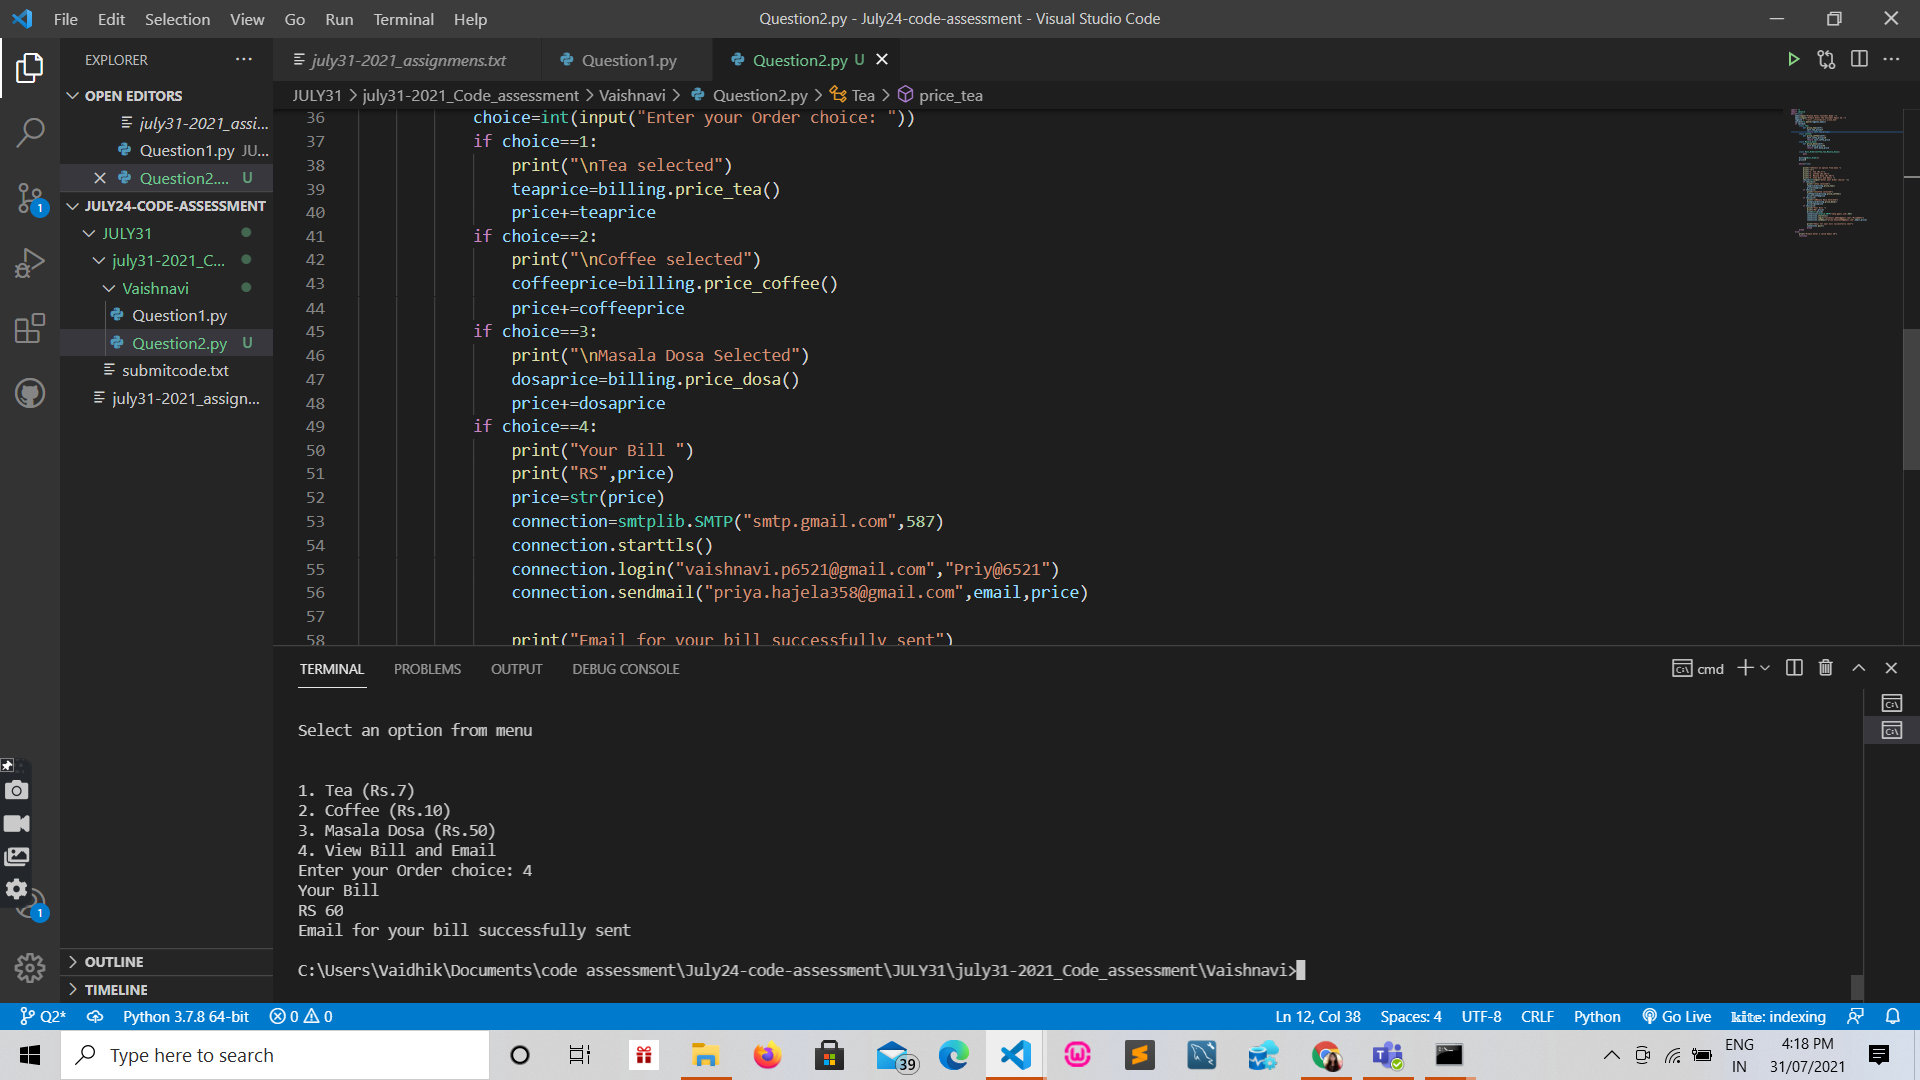 File Edit Selection View Go Run Terminal Help
Question2.py - July24-code-assessment - Visual Studio Code
EXPLORER
july31-2021_assignmens.txt Question1.py Question2.py U
OPEN EDITORS
july31-2021_assi...
Question1.py JU...
Question2.... U
JULY24-CODE-ASSESSMENT
JULY31
july31-2021_C...
Vaishnavi
Question1.py
Question2.py U
submitcode.txt
july31-2021_assign...
OUTLINE
TIMELINE
JULY31 > july31-2021_Code_assessment > Vaishnavi > Question2.py > Tea > price_tea
36 choice=int(input("Enter your Order choice: "))
37 if choice==1:
38 print("\nTea selected")
39 teaprice=billing.price_tea()
40 price+=teaprice
41 if choice==2:
42 print("\nCoffee selected")
43 coffeeprice=billing.price_coffee()
44 price+=coffeeprice
45 if choice==3:
46 print("\nMasala Dosa Selected")
47 dosaprice=billing.price_dosa()
48 price+=dosaprice
49 if choice==4:
50 print("Your Bill ")
51 print("RS",price)
52 price=str(price)
53 connection=smtplib.SMTP("smtp.gmail.com",587)
54 connection.starttls()
55 connection.login("vaishnavi.p6521@gmail.com","Priy@6521")
56 connection.sendmail("priya.hajela358@gmail.com",email,price)
57
58 print("Email for your bill successfully sent")
TERMINAL PROBLEMS OUTPUT DEBUG CONSOLE
cmd
Select an option from menu
1. Tea (Rs.7)
2. Coffee (Rs.10)
3. Masala Dosa (Rs.50)
4. View Bill and Email
Enter your Order choice: 4
Your Bill
RS 60
Email for your bill successfully sent
C:\Users\Vaidhik\Documents\code assessment\July24-code-assessment\JULY31\july31-2021_Code_assessment\Vaishnavi>
1
1
Q2* Python 3.7.8 64-bit 0 0
Ln 12, Col 38 Spaces: 4 UTF-8 CRLF Python Go Live kite: indexing
Type here to search
39
ENG
IN
4:18 PM
31/07/2021